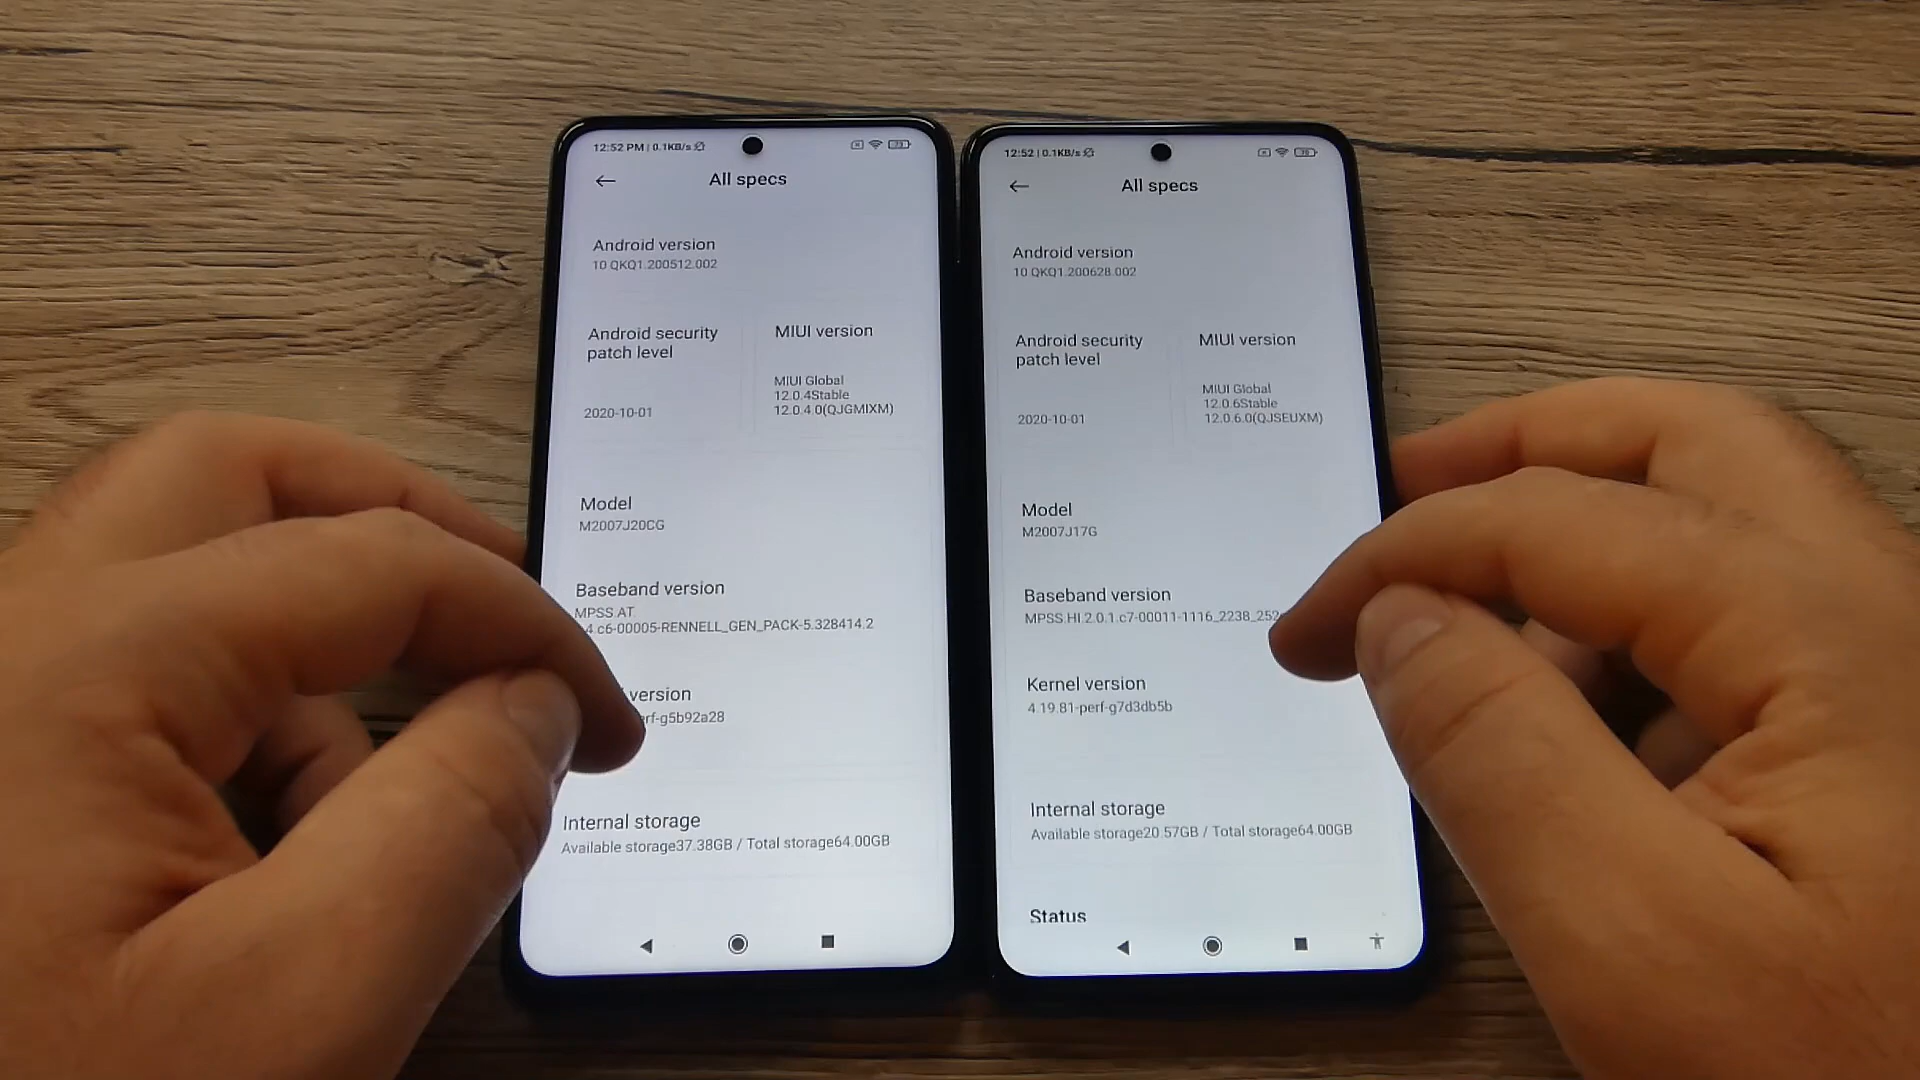 12:52 PM | 0.1KB/s
All specs
Android version
10 QKQ1.200512.002
Android security
patch level
2020-10-01
MIUI version
MIUI Global
12.0.4Stable
12.0.4.0(QJGMIXM)
Model
M2007J20CG
Baseband version
MPSS.AT
4.c6-00005-RENNELL_GEN_PACK-5.328414.2
version
erf-g5b92a28
Internal storage
Available storage37.38GB / Total storage64.00GB
12:52 | 0.1KB/s
All specs
Android version
10 QKQ1.200628.002
Android security
patch level
2020-10-01
MIUI version
MIUI Global
12.0.6Stable
12.0.6.0(QJSEUXM)
Model
M2007J17G
Baseband version
MPSS.HI.2.0.1.c7-00011-1116_2238_252
Kernel version
4.19.81-perf-g7d3db5b
Internal storage
Available storage20.57GB / Total storage64.00GB
Status